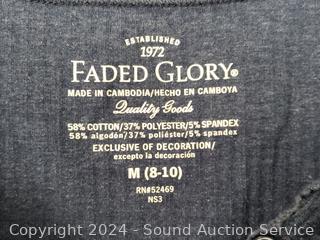 ESTABLISHED
1972
FADED GLORY®
MADE IN CAMBODIA/HECHO EN CAMBOYA
Quality Goods
58% COTTON/37% POLYESTER/5% SPANDEX
58% algodón/37% poliéster/5% spandex
EXCLUSIVE OF DECORATION/
excepto la decoración
M (8-10)
RN#52469
NS3
Copyright 2024 - Sound Auction Service